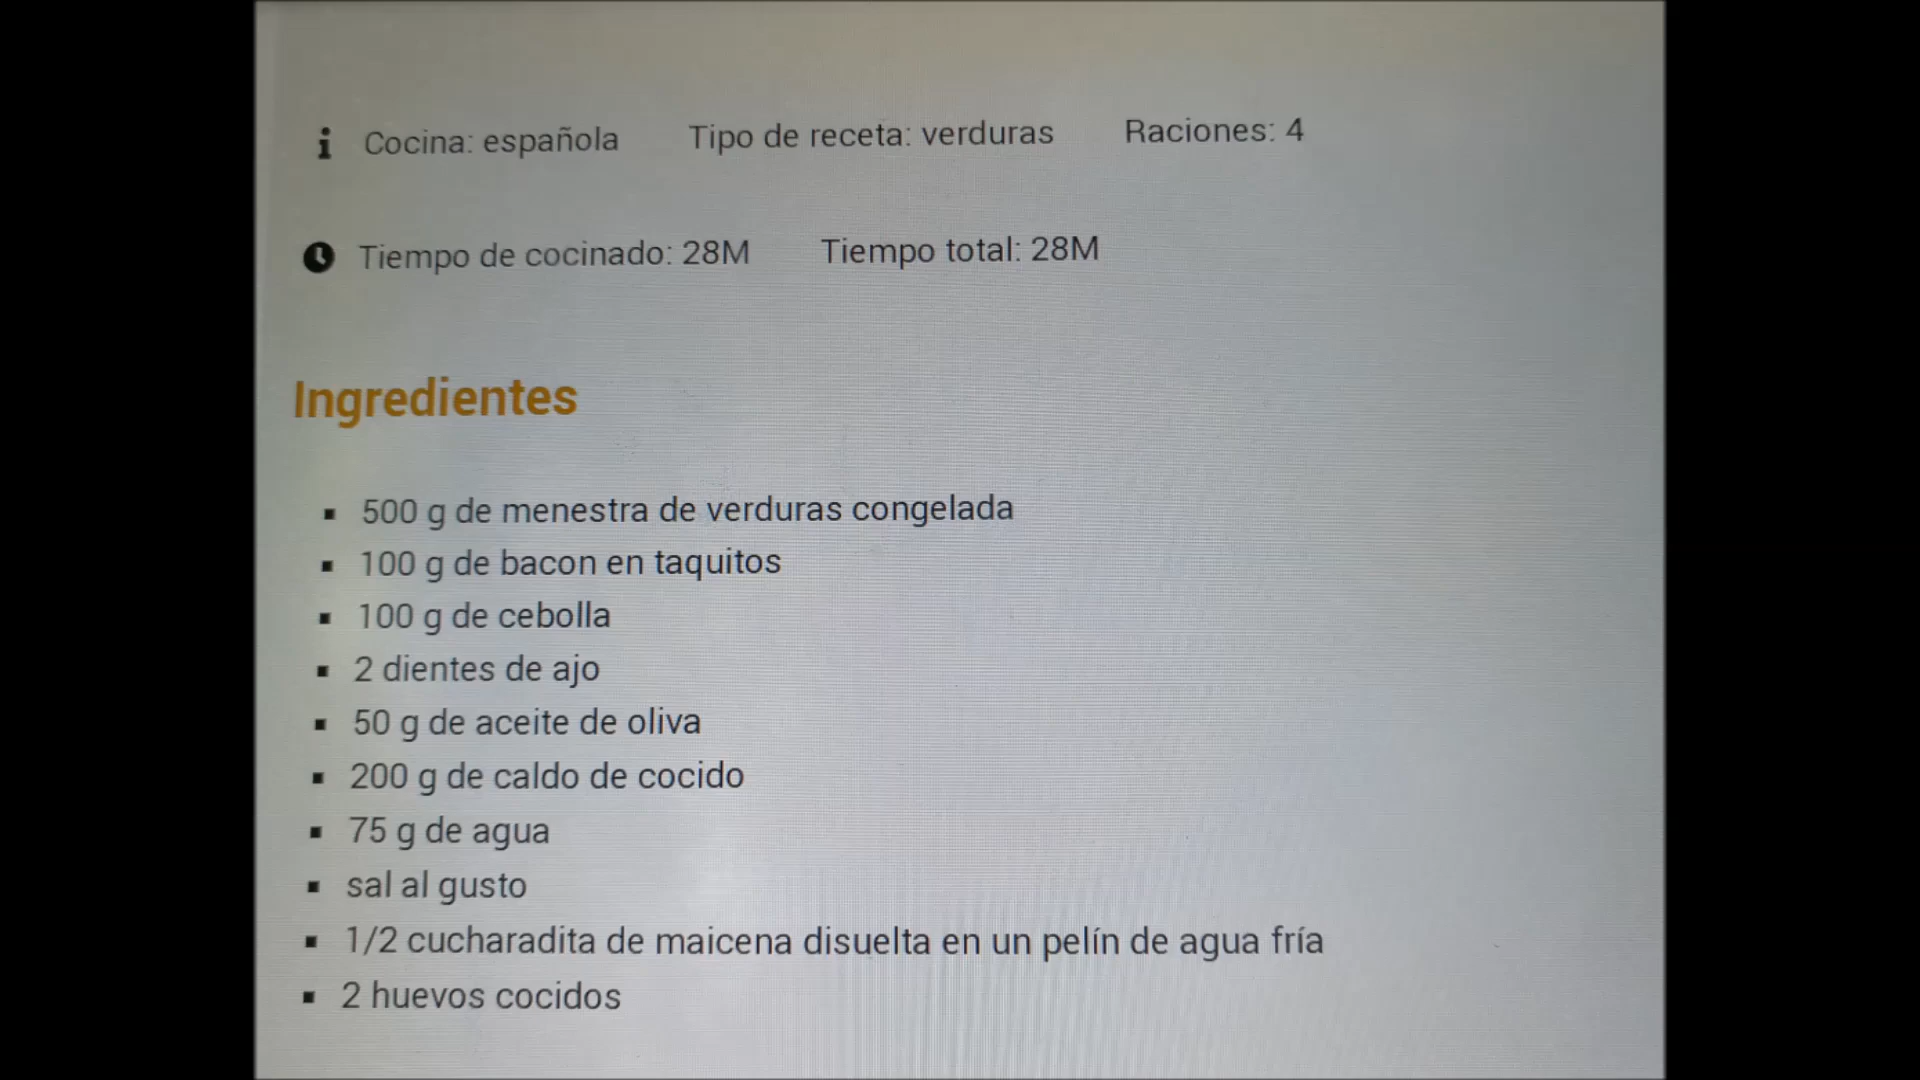 Cocina: española Tipo de receta: verduras Raciones: 4
Tiempo de cocinado: 28M Tiempo total: 28M
Ingredientes
500 g de menestra de verduras congelada
100 g de bacon en taquitos
100 g de cebolla
2 dientes de ajo
50 g de aceite de oliva
200 g de caldo de cocido
75 g de agua
sal al gusto
1/2 cucharadita de maicena disuelta en un pelín de agua fría
2 huevos cocidos